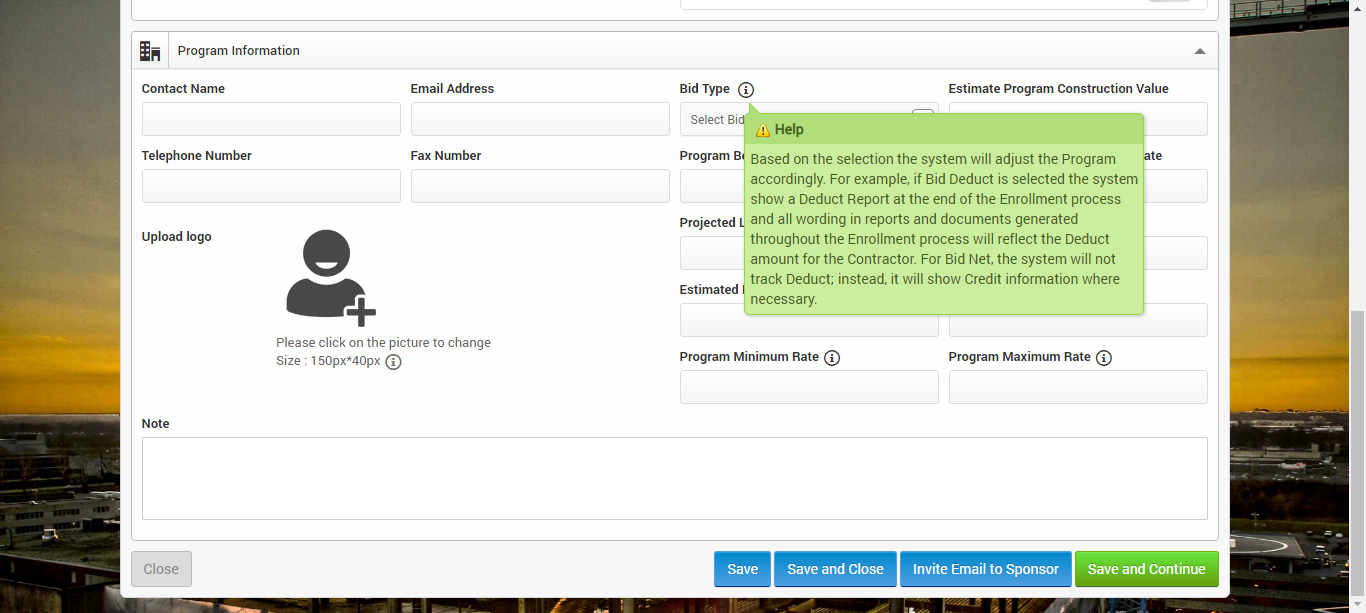 Program Information
Contact Name
Email Address
Bid Type
Estimate Program Construction Value
Select Bid
Help
Based on the selection the system will adjust the Program
accordingly. For example, if Bid Deduct is selected the system
show a Deduct Report at the end of the Enrollment process
and all wording in reports and documents generated
throughout the Enrollment process will reflect the Deduct
amount for the Contractor. For Bid Net, the system will not
track Deduct; instead, it will show Credit information where
necessary.
Telephone Number
Fax Number
Program
Upload logo
Projected
Estimated
Please click on the picture to change
Size : 150px*40px
Program Minimum Rate
Program Maximum Rate
Note
Close
Save
Save and Close
Invite Email to Sponsor
Save and Continue